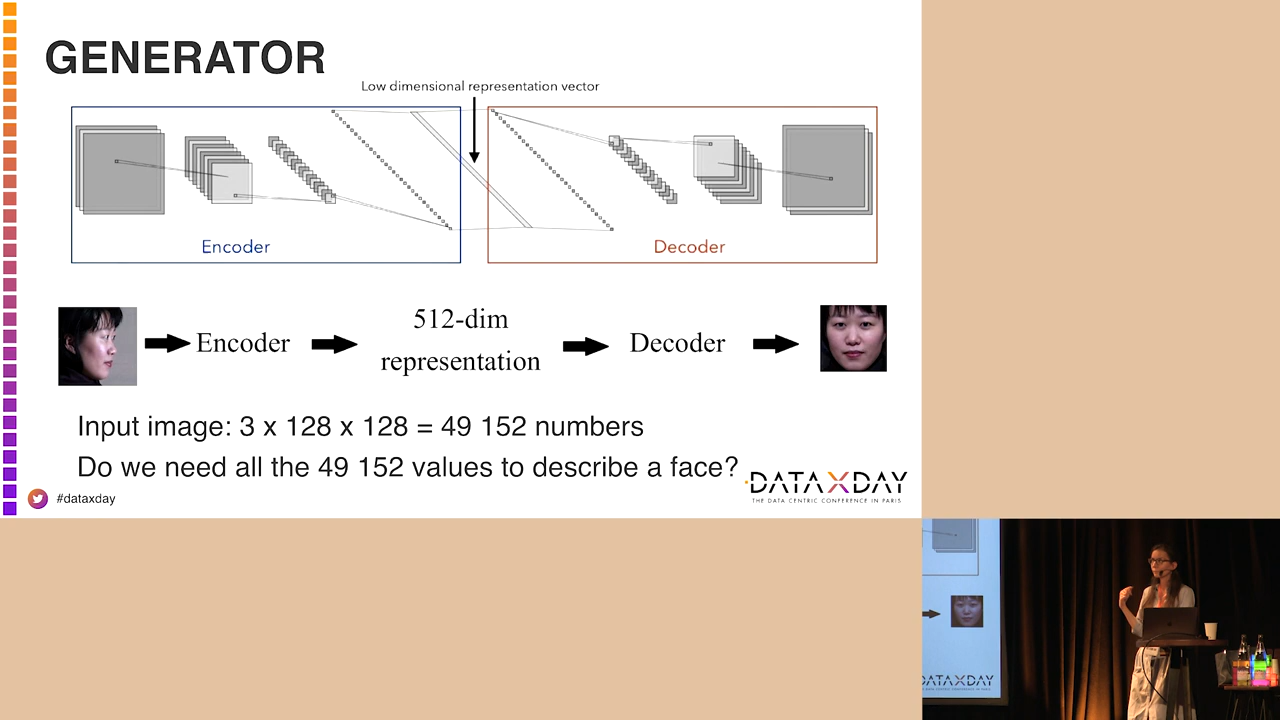 GENERATOR
Low dimensional representation vector
Encoder
Decoder
Encoder
512-dim
representation
Decoder
Input image: 3 x 128 x 128 = 49 152 numbers
Do we need all the 49 152 values to describe a face?
#dataxday
DATAXDAY
THE DATA CENTRIC CONFERENCE IN PARIS
DATAXDAY